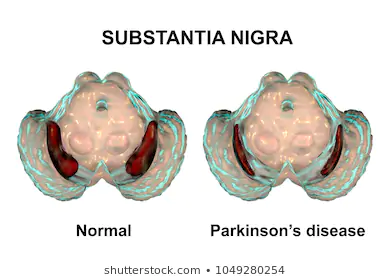 SUBSTANTIA NIGRA
Normal
Parkinson's disease
shutterstock.com • 1049280254